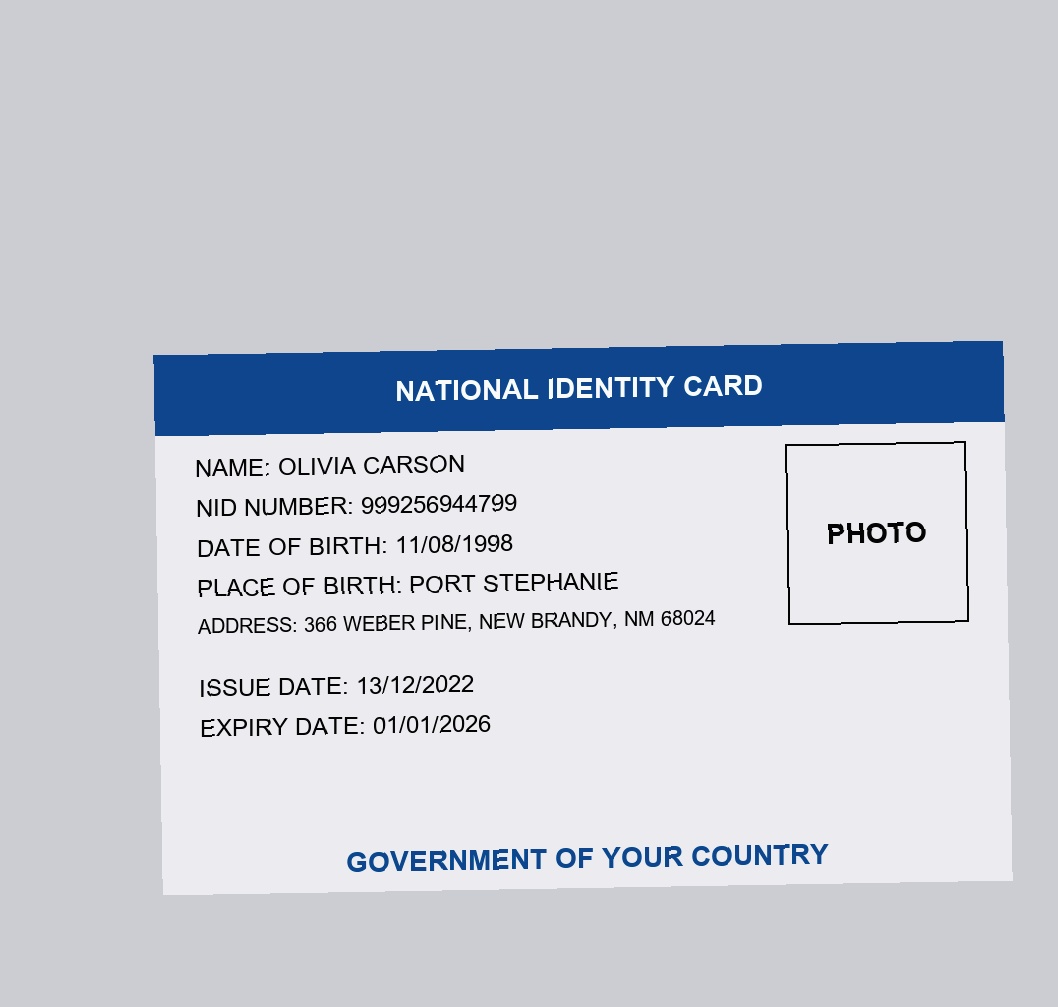 NATIONAL IDENTITY CARD
NAME: OLIVIA CARSON
NID NUMBER: 999256944799
DATE OF BIRTH: 11/08/1998
PLACE OF BIRTH: PORT STEPHANIE
ADDRESS: 366 WEBER PINE, NEW BRANDY, NM 68024
PHOTO
ISSUE DATE: 13/12/2022
EXPIRY DATE: 01/01/2026
GOVERNMENT OF YOUR COUNTRY